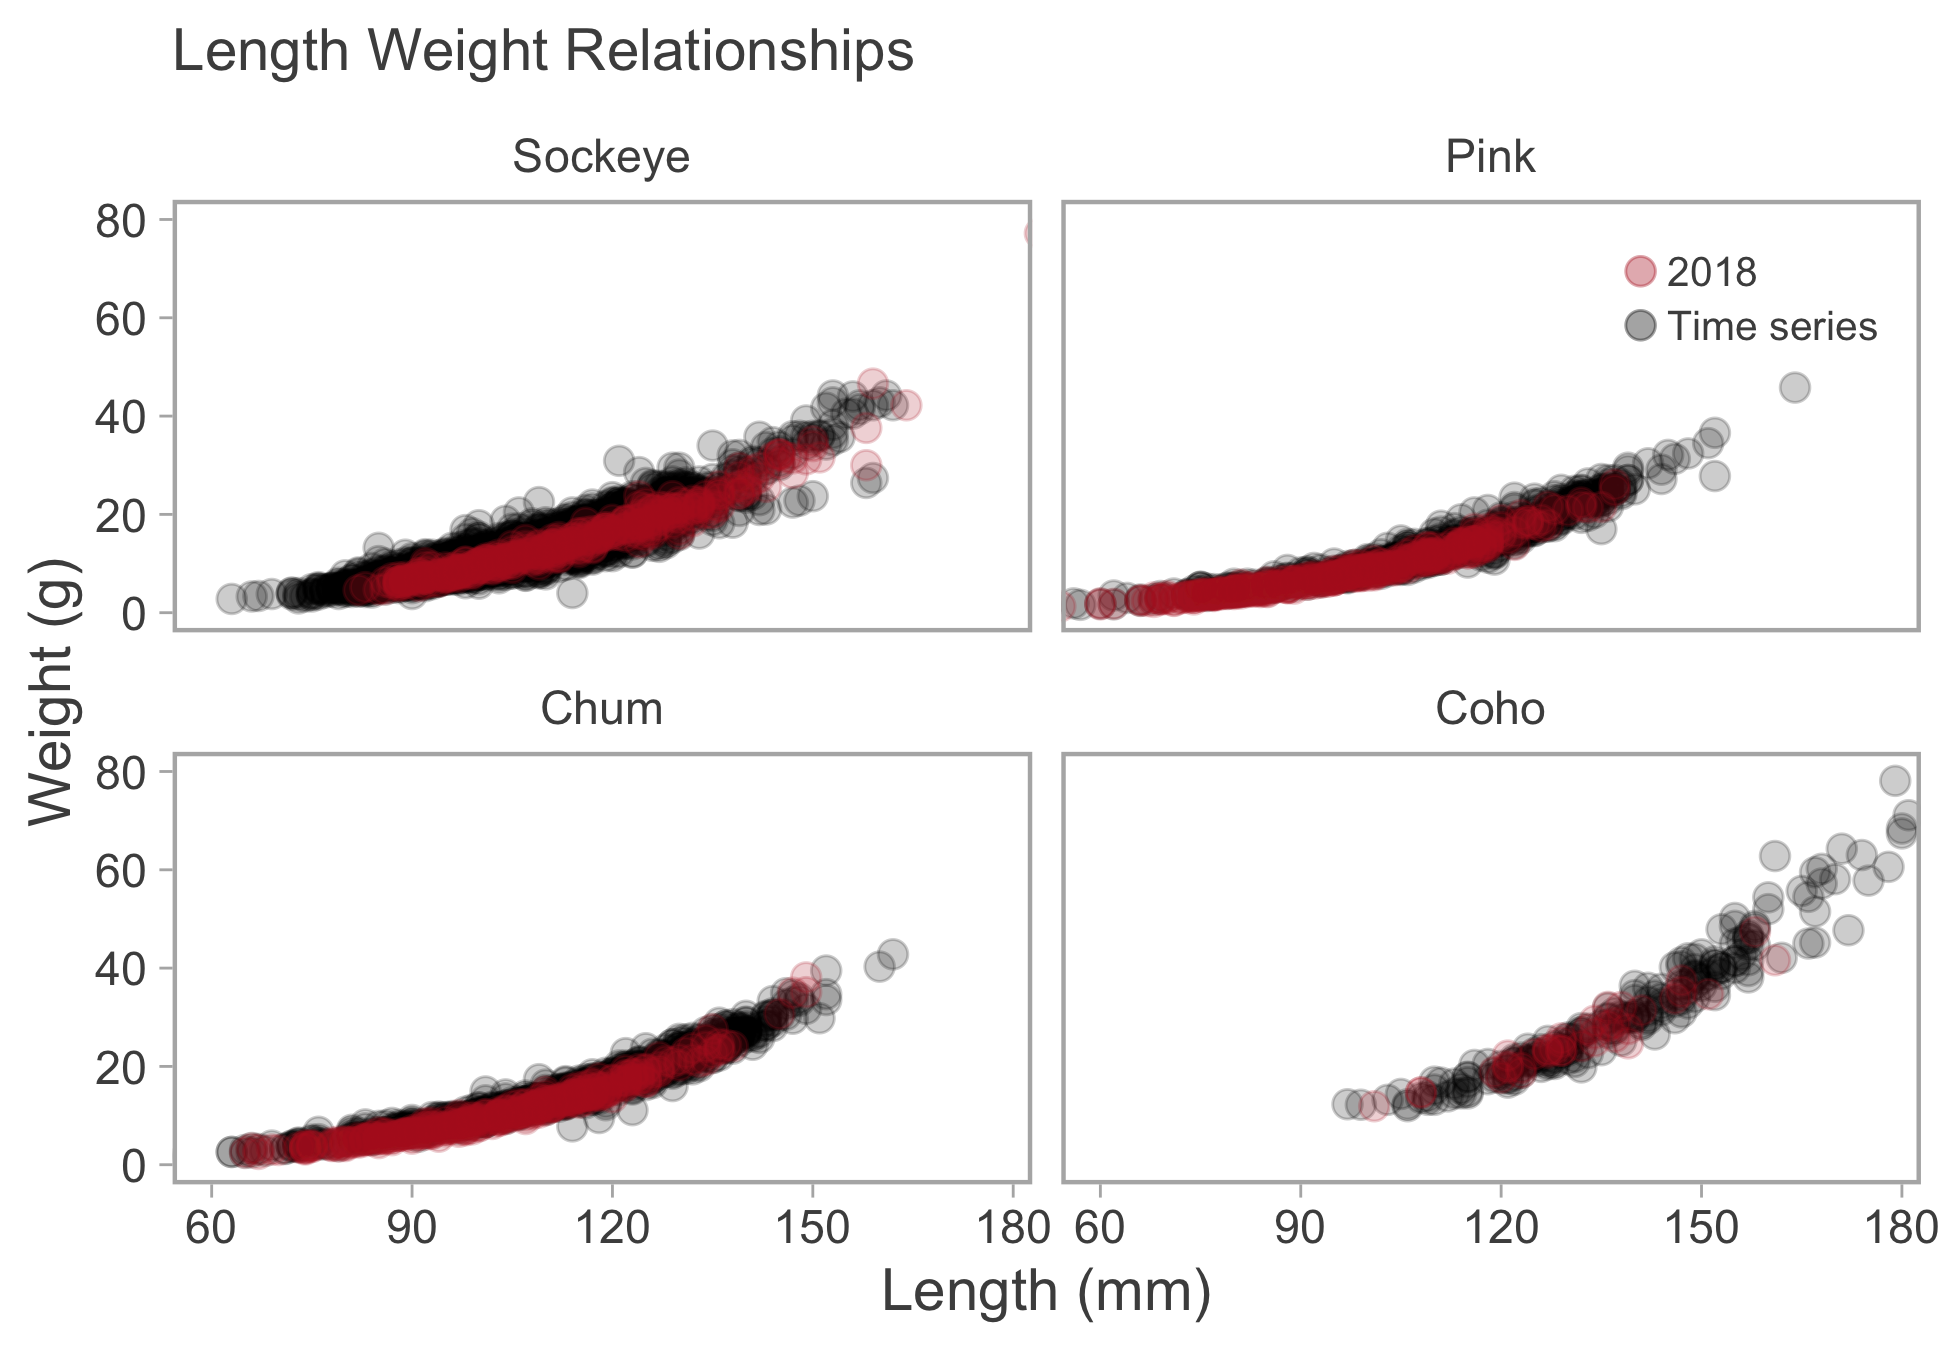 Length Weight Relationships
Sockeye
Pink
80
60
40
20
0
2018
Time series
Weight (g)
Chum
Coho
80
60
40
20
0
60 90 120 150 180 60 90 120 150 180
Length (mm)